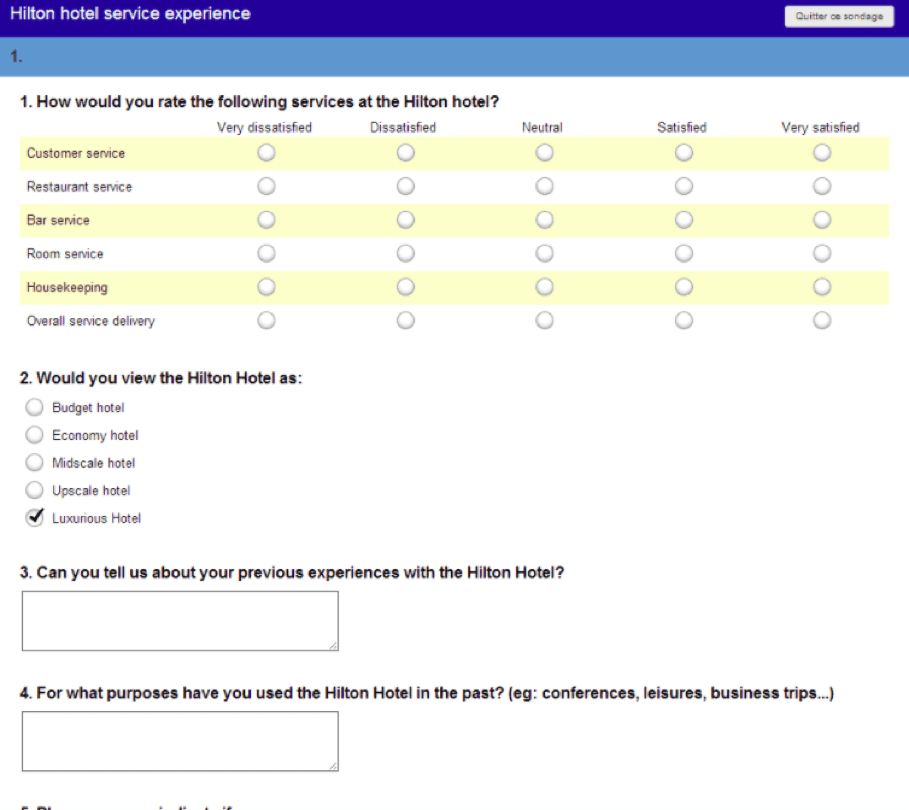 Hilton hotel service experience
Quitter ce sondage
1.
1. How would you rate the following services at the Hilton hotel?
Very dissatisfied Dissatisfied Neutral Satisfied Very satisfied
Customer service
Restaurant service
Bar service
Room service
Housekeeping
Overall service delivery
2. Would you view the Hilton Hotel as:
Budget hotel
Economy hotel
Midscale hotel
Upscale hotel
Luxurious Hotel
3. Can you tell us about your previous experiences with the Hilton Hotel?
4. For what purposes have you used the Hilton Hotel in the past? (eg: conferences, leisures, business trips...)